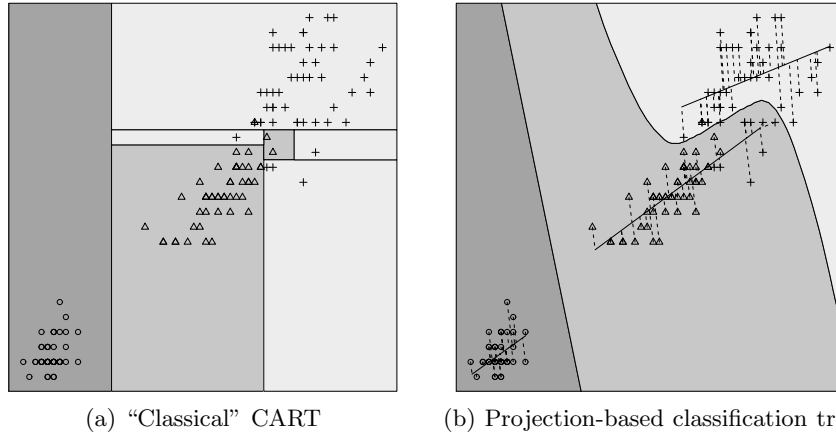 (a) “Classical” CART
(b) Projection-based classification tr